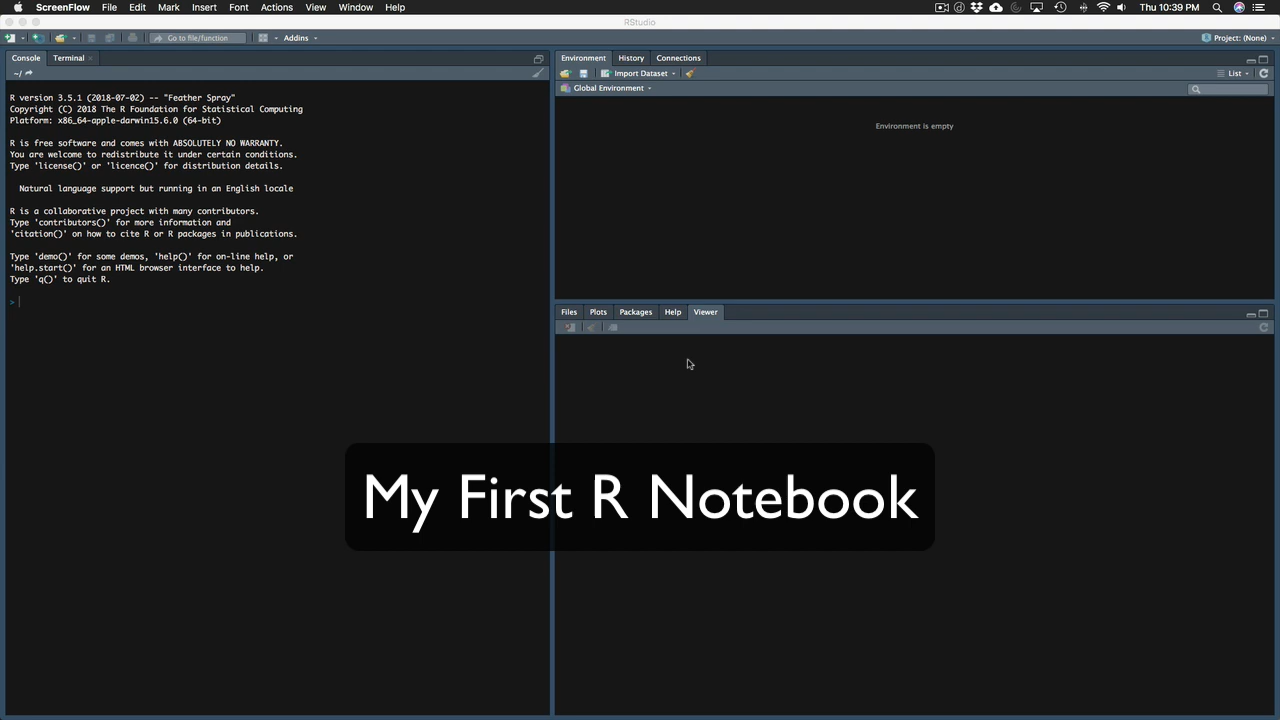 ScreenFlow File Edit Mark Insert Font Actions View Window Help Thu 10:39 PM
RStudio
Go to file/function Addins Project: (None)
Console Terminal
~/
R version 3.5.1 (2018-07-02) -- "Feather Spray"
Copyright (C) 2018 The R Foundation for Statistical Computing
Platform: x86_64-apple-darwin15.6.0 (64-bit)
R is free software and comes with ABSOLUTELY NO WARRANTY.
You are welcome to redistribute it under certain conditions.
Type 'license()' or 'licence()' for distribution details.
Natural language support but running in an English locale
R is a collaborative project with many contributors.
Type 'contributors()' for more information and
'citation()' on how to cite R or R packages in publications.
Type 'demo()' for some demos, 'help()' for on-line help, or
'help.start()' for an HTML browser interface to help.
Type 'q()' to quit R.
>
Environment History Connections
Import Dataset List
Global Environment
Environment is empty
Files Plots Packages Help Viewer
My First R Notebook